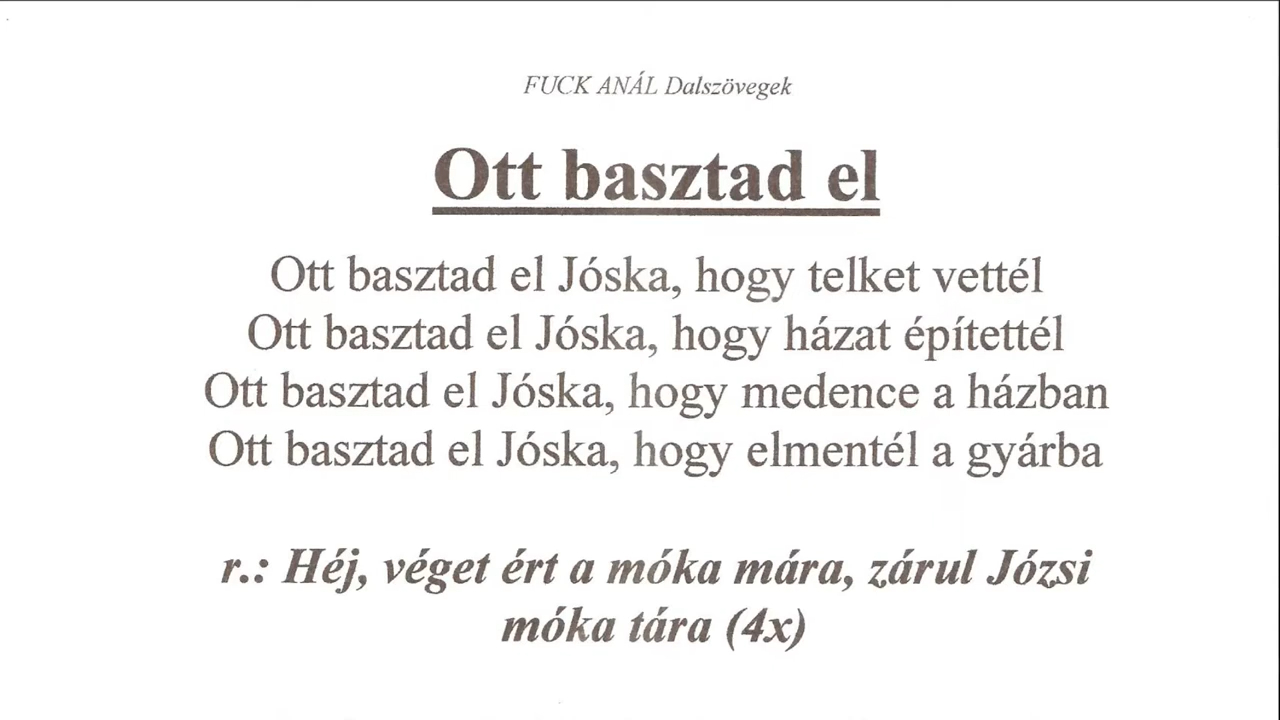 FUCK ANÁL Dalszövegek
Ott basztad el
Ott basztad el Jóska, hogy telket vettél
Ott basztad el Jóska, hogy házat építettél
Ott basztad el Jóska, hogy medence a házban
Ott basztad el Jóska, hogy elmentél a gyárba
r.: Héj, véget ért a móka mára, zárul Józsi
móka tára (4x)